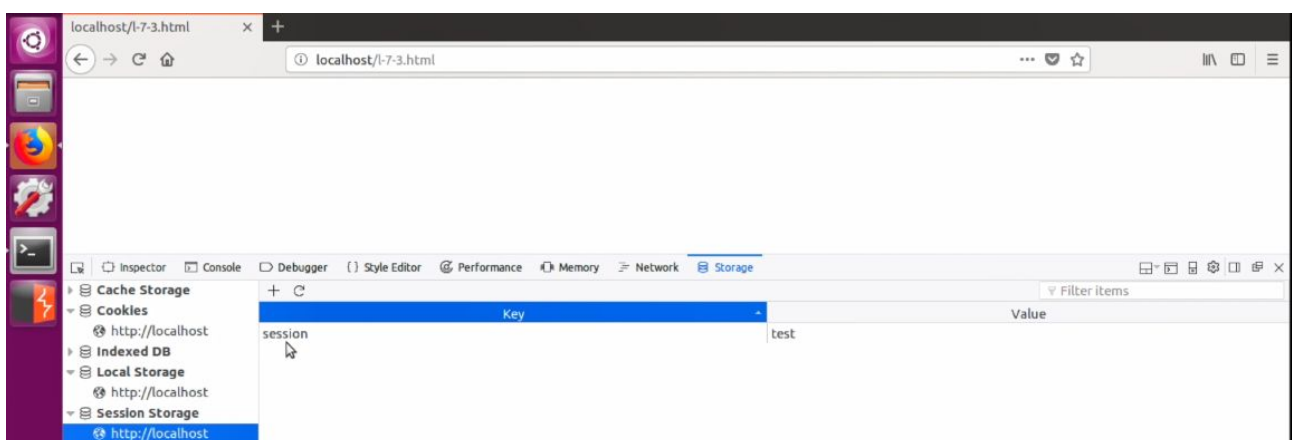 localhost/l-7-3.html
localhost/l-7-3.html
Inspector Console Debugger Style Editor Performance Memory Network Storage
Cache Storage
Filter items
Cookies
Key Value
http://localhost
session test
Indexed DB
Local Storage
http://localhost
Session Storage
http://localhost